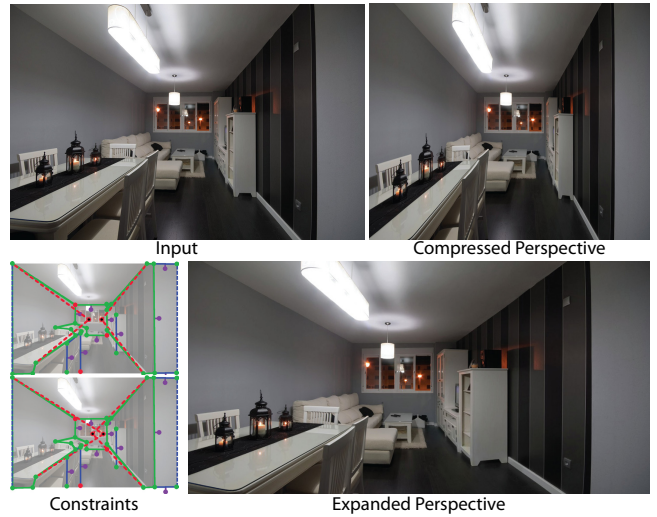 Input
Compressed Perspective
Constraints
Expanded Perspective